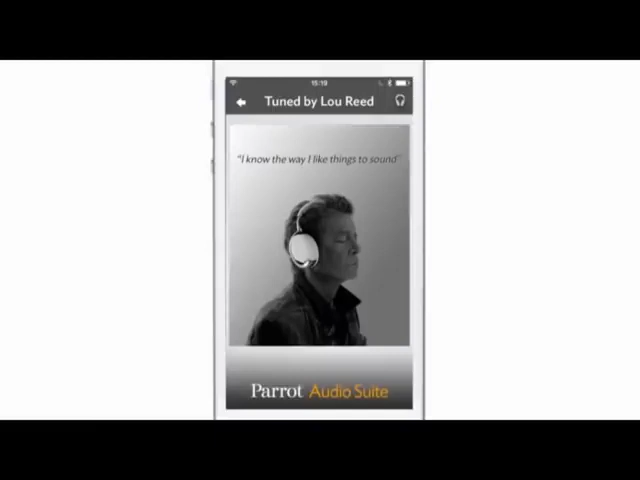 15:19
Tuned by Lou Reed
"I know the way I like things to sound"
Parrot Audio Suite